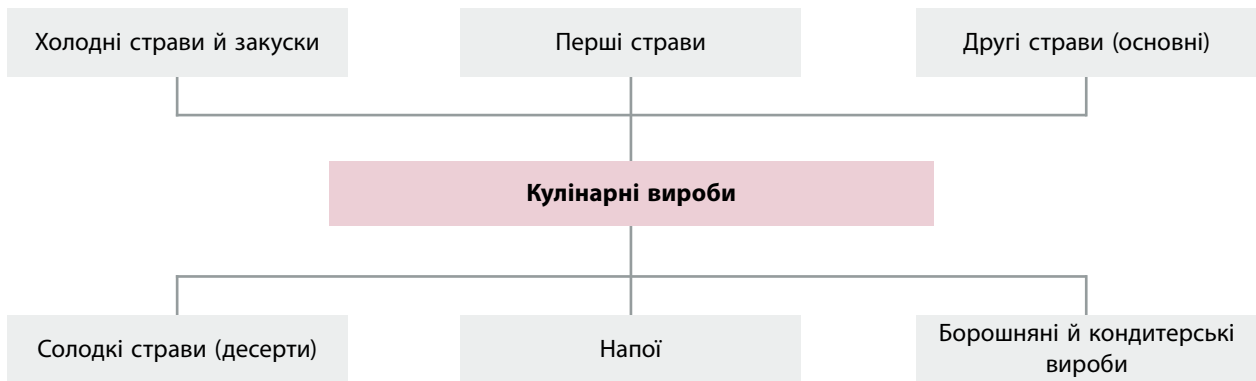 Холодні страви й закуски
Перші страви
Другі страви (основні)
Кулінарні вироби
Солодкі страви (десерти)
Напої
Борошняні й кондитерські
вироби